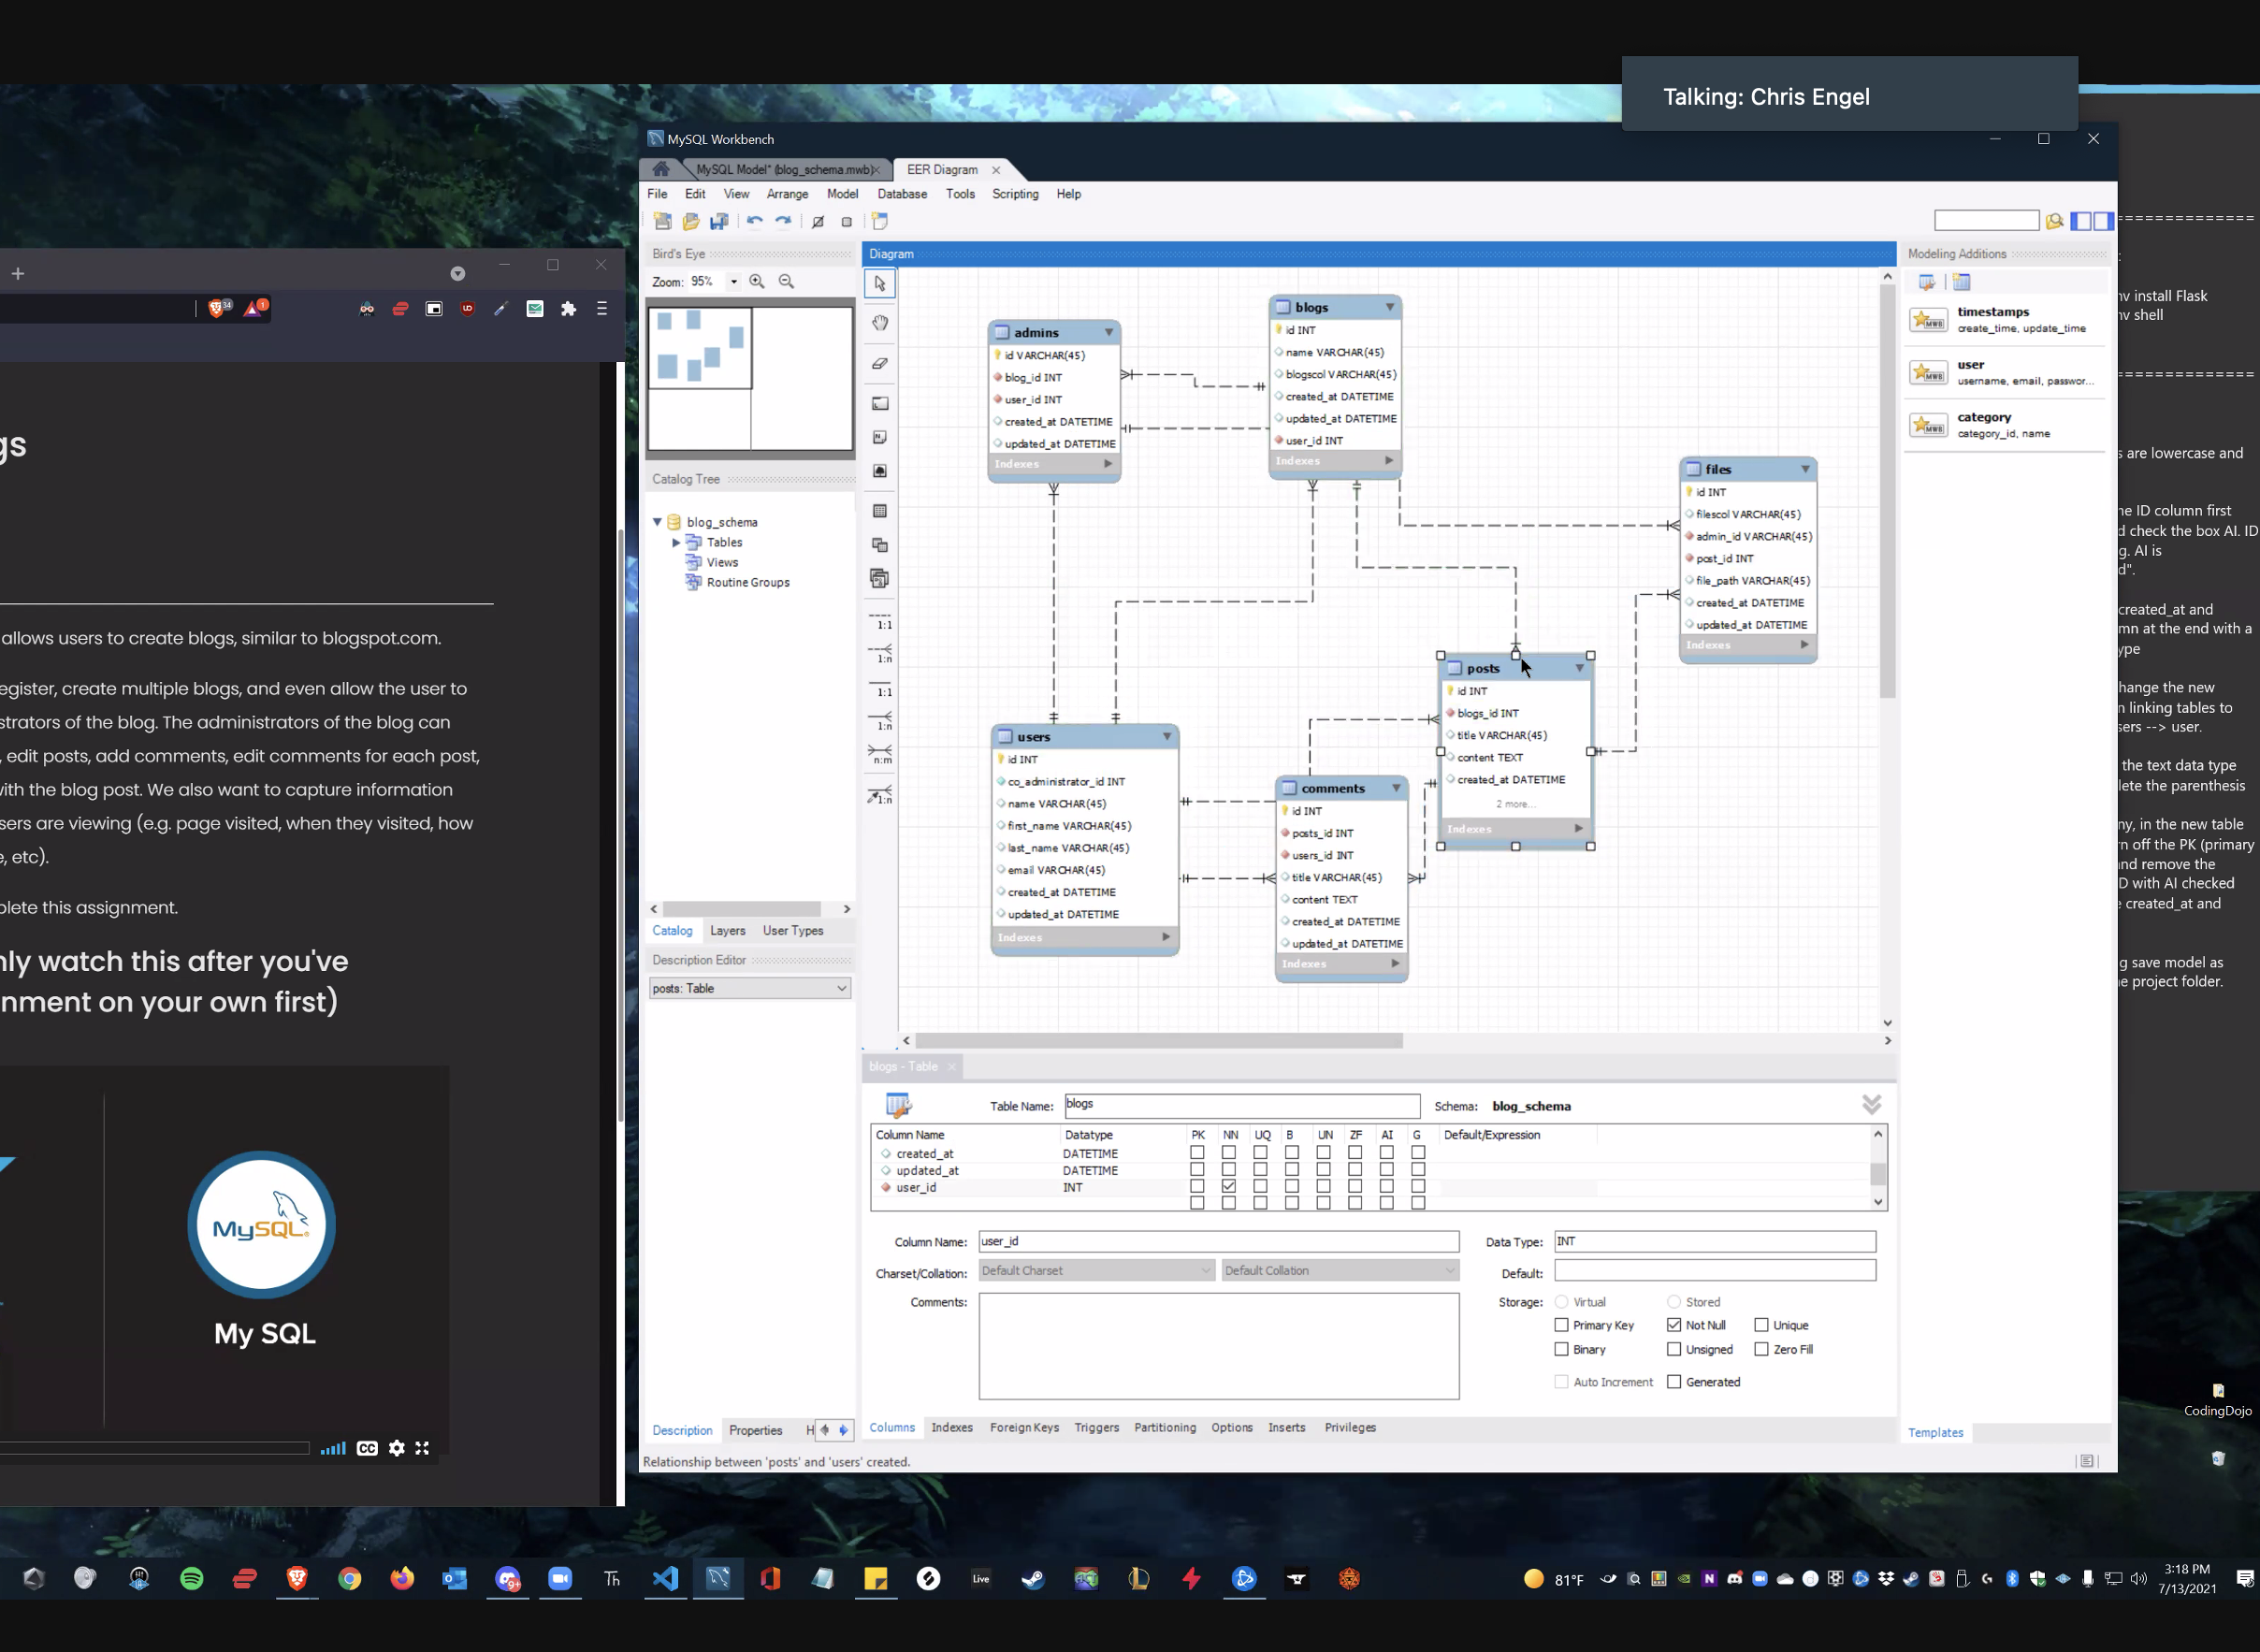 Talking: Chris Engel
MySQL Workbench
MySQL Model* (blog_schema.mwb)
EER Diagram
File Edit View Arrange Model Database Tools Scripting Help
Bird's Eye
Zoom: 95%
Catalog Tree
blog_schema
Tables
Views
Routine Groups
Catalog Layers User Types
Description Editor
posts: Table
Description Properties H
Diagram
1:1
1:n
1:1
1:n
n:m
1:n
admins
id VARCHAR(45)
blog_id INT
user_id INT
created_at DATETIME
updated_at DATETIME
Indexes
blogs
id INT
name VARCHAR(45)
blogscol VARCHAR(45)
created_at DATETIME
updated_at DATETIME
user_id INT
Indexes
files
id INT
filescol VARCHAR(45)
admin_id VARCHAR(45)
post_id INT
file_path VARCHAR(45)
created_at DATETIME
updated_at DATETIME
Indexes
posts
id INT
blogs_id INT
title VARCHAR(45)
content TEXT
created_at DATETIME
2 more...
Indexes
users
id INT
co_administrator_id INT
name VARCHAR(45)
first_name VARCHAR(45)
last_name VARCHAR(45)
email VARCHAR(45)
created_at DATETIME
updated_at DATETIME
Indexes
comments
id INT
posts_id INT
users_id INT
title VARCHAR(45)
content TEXT
created_at DATETIME
updated_at DATETIME
Indexes
Modeling Additions
timestamps
create_time, update_time
user
username, email, passwor...
category
category_id, name
Templates
blogs - Table
Table Name: blogs Schema: blog_schema
Column Name Datatype PK NN UQ B UN ZF AI G Default/Expression
created_at DATETIME
updated_at DATETIME
user_id INT
Column Name: user_id Data Type: INT
Charset/Collation: Default Charset Default Collation Default:
Comments: Storage: Virtual Stored
Primary Key Not Null Unique
Binary Unsigned Zero Fill
Auto Increment Generated
Columns Indexes Foreign Keys Triggers Partitioning Options Inserts Privileges
Relationship between 'posts' and 'users' created.
gs
allows users to create blogs, similar to blogspot.com.
egister, create multiple blogs, and even allow the user to
strators of the blog. The administrators of the blog can
, edit posts, add comments, edit comments for each post,
with the blog post. We also want to capture information
sers are viewing (e.g. page visited, when they visited, how
e, etc).
plete this assignment.
nly watch this after you've
nment on your own first)
MySQL
My SQL
CC
=============
:
nv install Flask
nv shell
=============
s are lowercase and
he ID column first
d check the box AI. ID
g. AI is
d".
created_at and
mn at the end with a
ype
hange the new
n linking tables to
sers --> user.
the text data type
lete the parenthesis
ny, in the new table
rn off the PK (primary
and remove the
D with AI checked
e created_at and
g save model as
e project folder.
CodingDojo
Th
Live
81°F
3:18 PM
7/13/2021